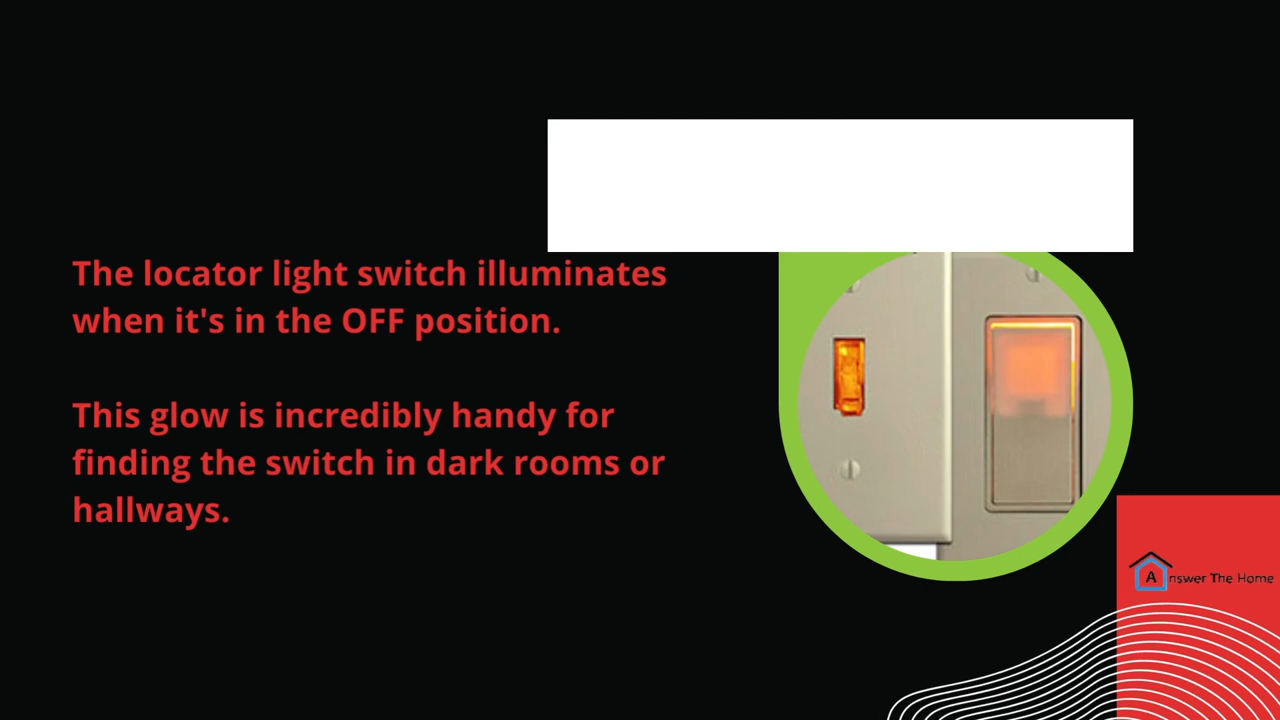 The locator light switch illuminates
when it's in the OFF position.
This glow is incredibly handy for
finding the switch in dark rooms or
hallways.
Answer The Home